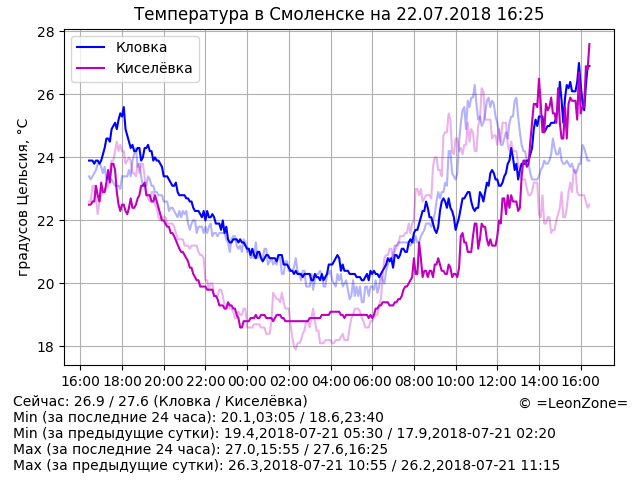 Температура в Смоленске на 22.07.2018 16:25
Кловка
Киселёвка
градусов Цельсия, °C
28
26
24
22
20
18
16:00 18:00 20:00 22:00 00:00 02:00 04:00 06:00 08:00 10:00 12:00 14:00 16:00
Сейчас: 26.9 / 27.6 (Кловка / Киселёвка)
© =LeonZone=
Min (за последние 24 часа): 20.1,03:05 / 18.6,23:40
Min (за предыдущие сутки): 19.4,2018-07-21 05:30 / 17.9,2018-07-21 02:20
Max (за последние 24 часа): 27.0,15:55 / 27.6,16:25
Max (за предыдущие сутки): 26.3,2018-07-21 10:55 / 26.2,2018-07-21 11:15